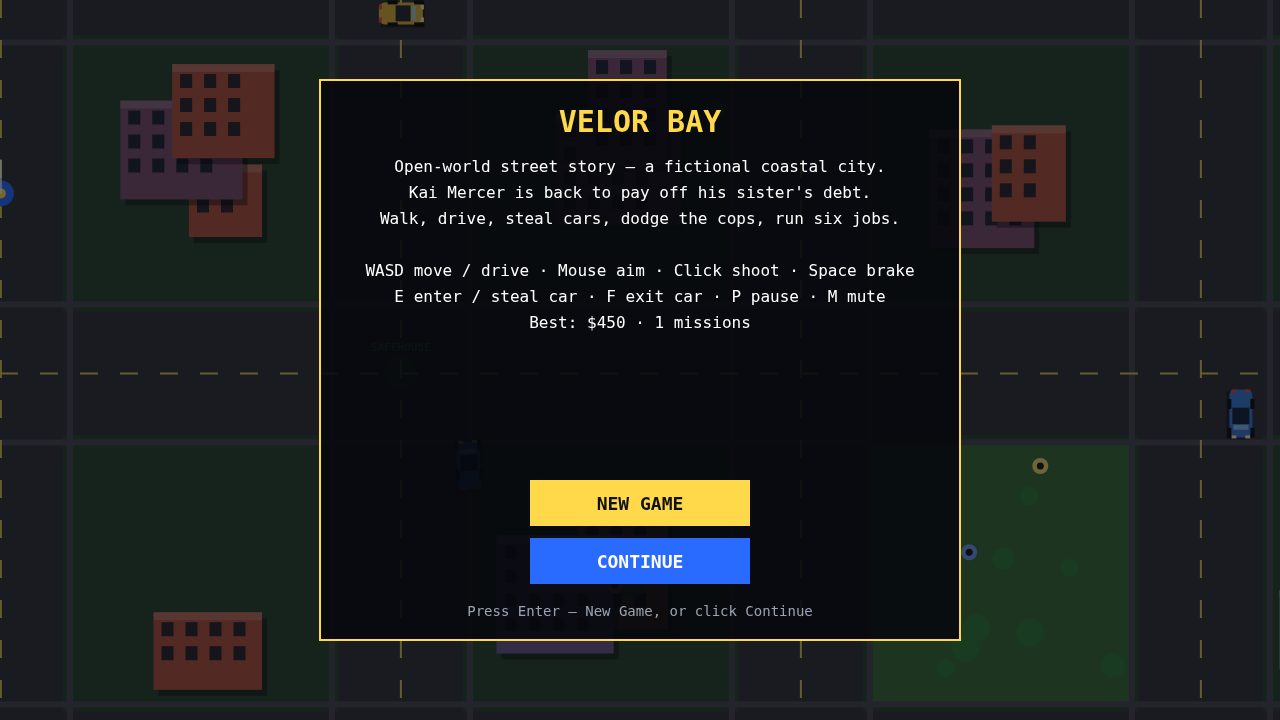 VELOR BAY
Open-world street story — a fictional coastal city.
Kai Mercer is back to pay off his sister's debt.
Walk, drive, steal cars, dodge the cops, run six jobs.
WASD move / drive · Mouse aim · Click shoot · Space brake
E enter / steal car · F exit car · P pause · M mute
Best: $450 · 1 missions
SAFEHOUSE
NEW GAME
CONTINUE
Press Enter — New Game, or click Continue